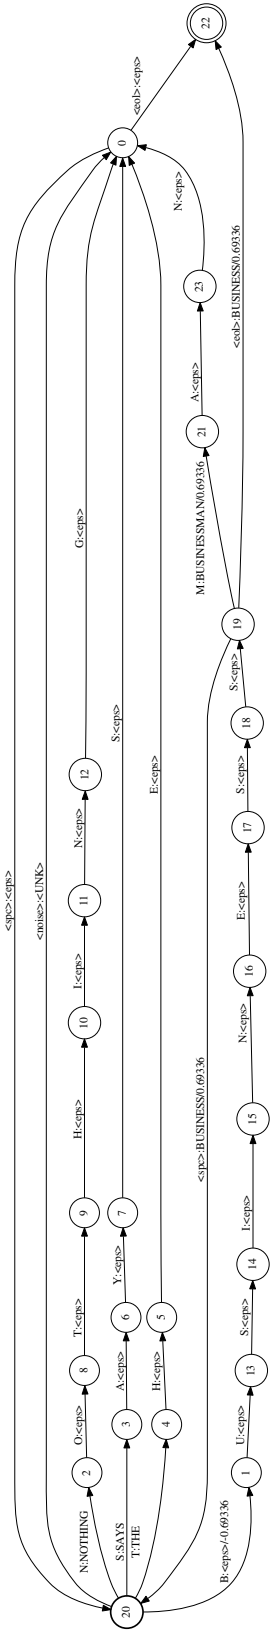 <spc>:<eps>
<noise>:<UNK>
N:NOTHING
O:<eps>
T:<eps>
H:<eps>
I:<eps>
N:<eps>
G:<eps>
S:SAYS
A:<eps>
Y:<eps>
S:<eps>
T:THE
H:<eps>
E:<eps>
<eol>:<eps>
<spc>:BUSINESS/0.69336
B:<eps>/-0.69336
U:<eps>
S:<eps>
I:<eps>
N:<eps>
E:<eps>
S:<eps>
S:<eps>
M:BUSINESSMAN/0.69336
A:<eps>
N:<eps>
<eol>:BUSINESS/0.69336
20
2
8
9
10
11
12
0
22
3
6
7
4
5
1
13
14
15
16
17
18
19
21
23